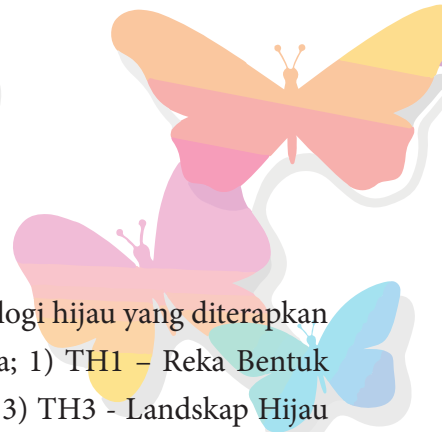 logi hijau yang diterapkan
a; 1) TH1 – Reka Bentuk
3) TH3 - Landskap Hijau